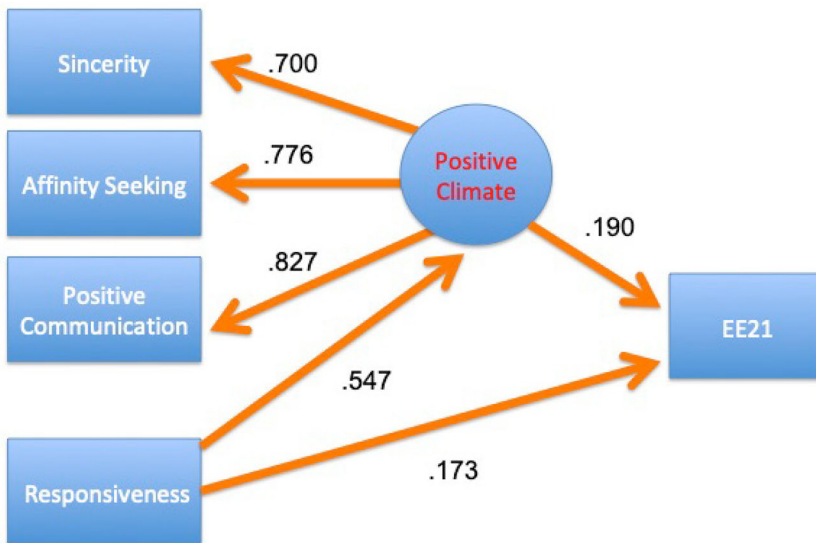 Sincerity
.700
Affinity Seeking
.776
Positive
Climate
.190
Positive
Communication
.827
EE21
.547
Responsiveness
.173